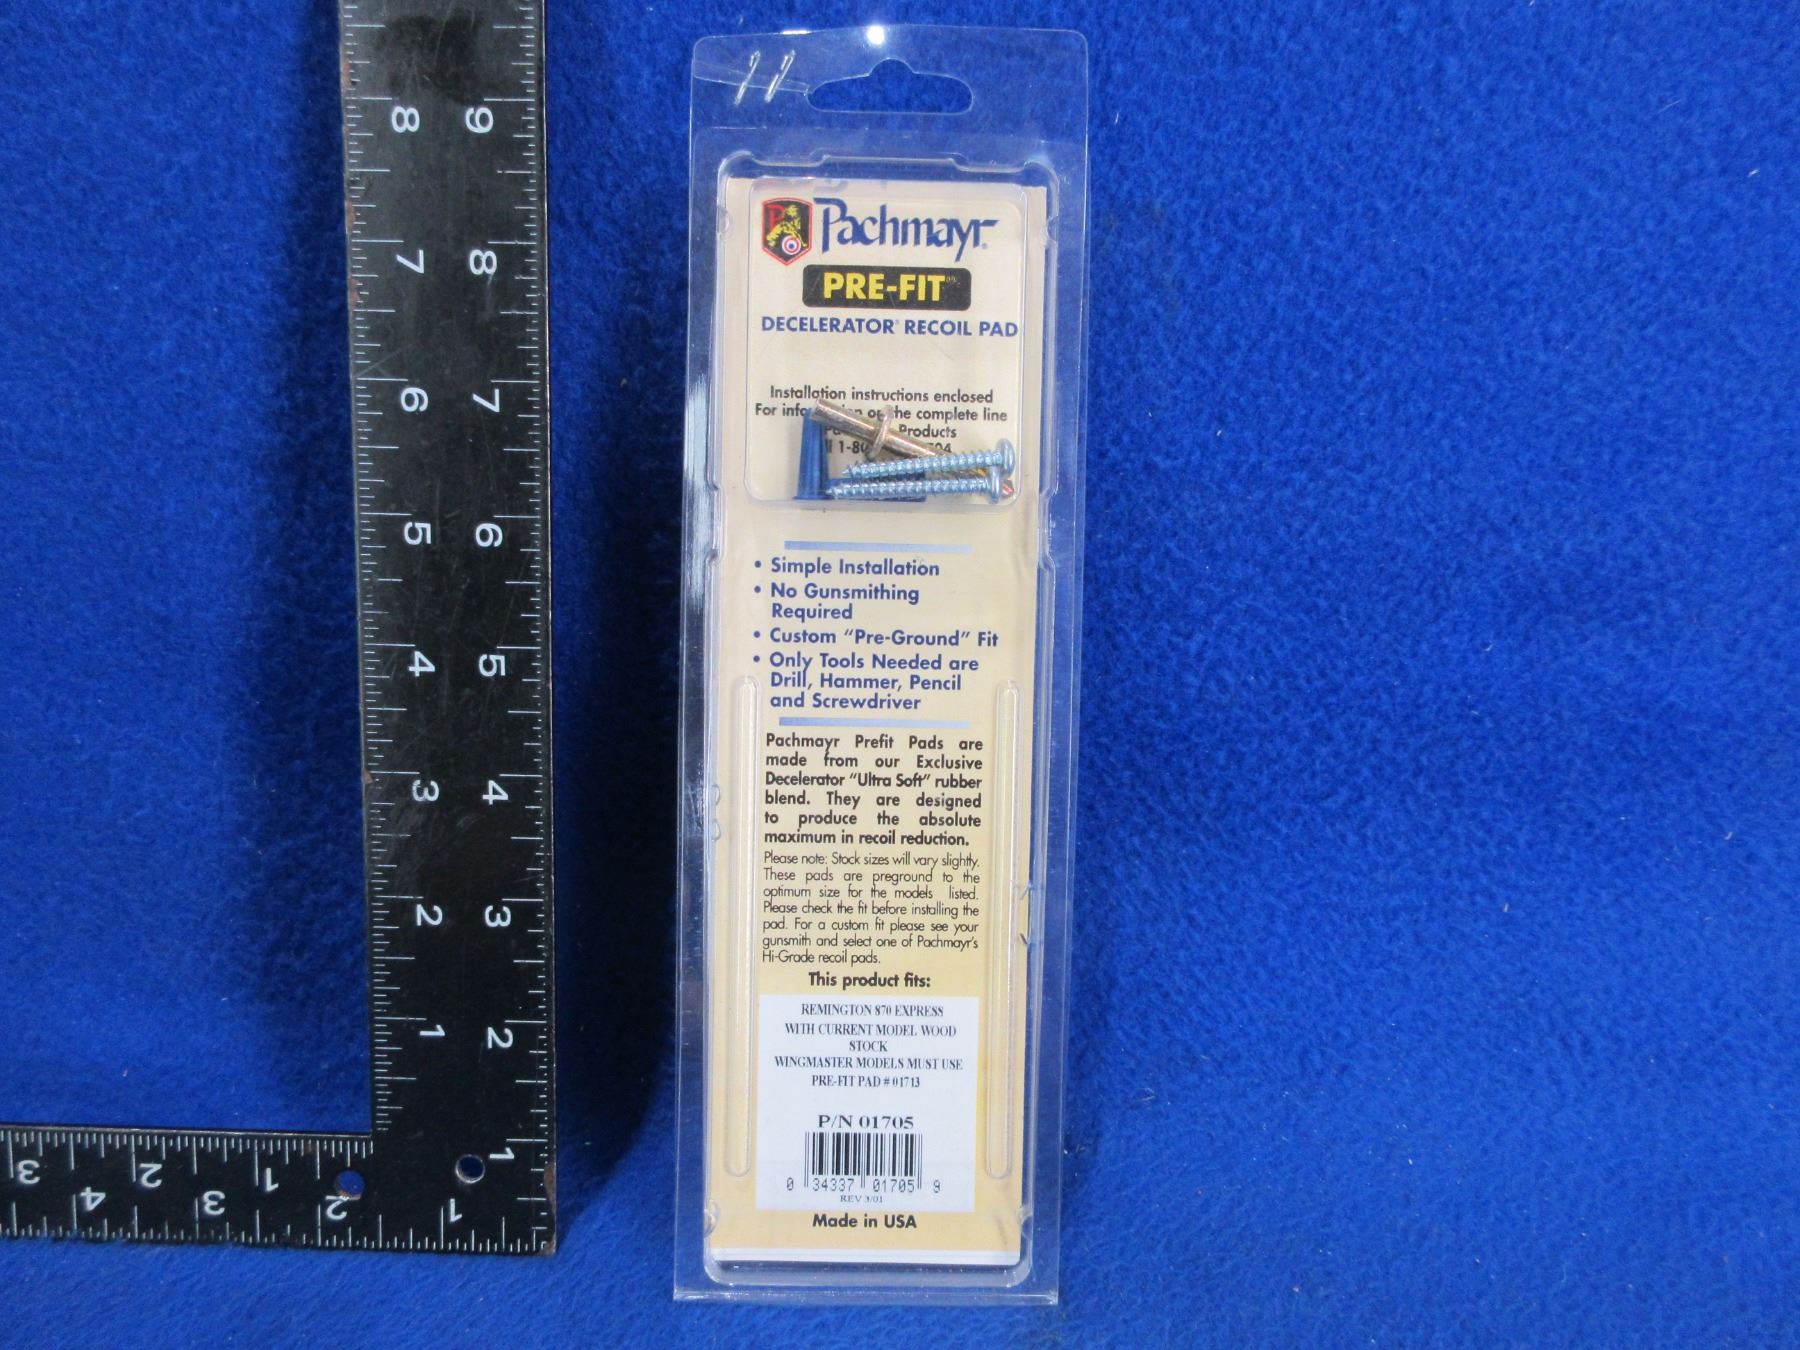 Pachmayr®
PRE-FIT
DECELERATOR® RECOIL PAD
Installation instructions enclosed
For the complete line
Products
• Simple Installation
• No Gunsmithing
Required
• Custom “Pre-Ground” Fit
• Only Tools Needed are
Drill, Hammer, Pencil
and Screwdriver
Pachmayr Prefit Pads are
made from our Exclusive
Decelerator “Ultra Soft” rubber
blend. They are designed
to produce the absolute
maximum in recoil reduction.
Please note: Stock sizes will vary slightly.
These pads are preground to the
optimum size for the models listed.
Please check the fit before installing the
pad. For a custom fit please see your
gunsmith and select one of Pachmayr's
Hi-Grade recoil pads.
This product fits:
REMINGTON 870 EXPRESS
WITH CURRENT MODEL WOOD
STOCK
WINGMASTER MODELS MUST USE
PRE-FIT PAD # 01713
P/N 01705
0 34337 01705 9
REV 3/01
Made in USA
8 9
7 8
6 7
5 6
4 5
3 4
2 3
1 2
1
3 2 1
4 3 2 1